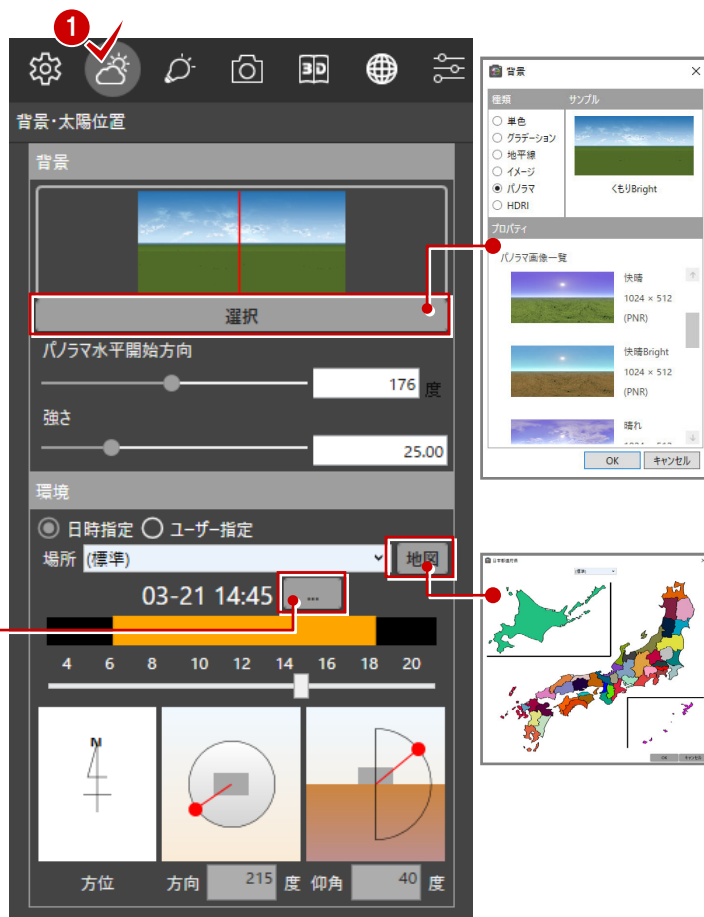 1
3D
背景・太陽位置
背景
選択
パノラマ水平開始方向
176 度
強さ
25.00
環境
日時指定 ユーザー指定
場所 (標準) 地図
03-21 14:45 ...
4 6 8 10 12 14 16 18 20
N
方位 方向 215 度 仰角 40 度
背景
種類 サンプル
単色
グラデーション
地平線
イメージ
パノラマ
HDRI
くもりBright
プロパティ
パノラマ画像一覧
快晴
1024 × 512
(PNR)
快晴Bright
1024 × 512
(PNR)
晴れ
OK キャンセル
(標準)
OK キャンセル